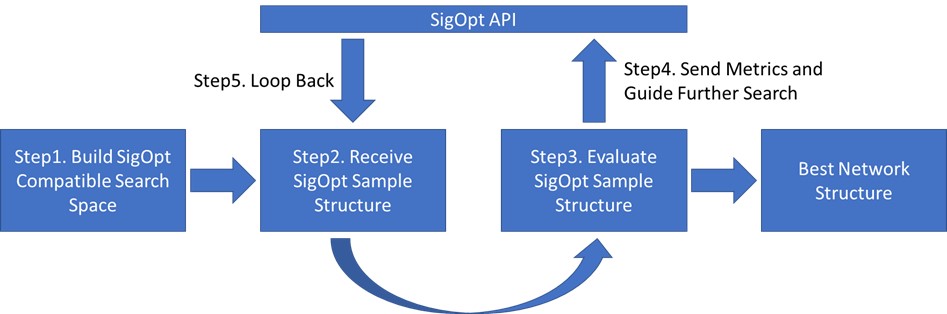 SigOpt API
Step5. Loop Back
Step4. Send Metrics and
Guide Further Search
Step1. Build SigOpt
Compatible Search
Space
Step2. Receive
SigOpt Sample
Structure
Step3. Evaluate
SigOpt Sample
Structure
Best Network
Structure